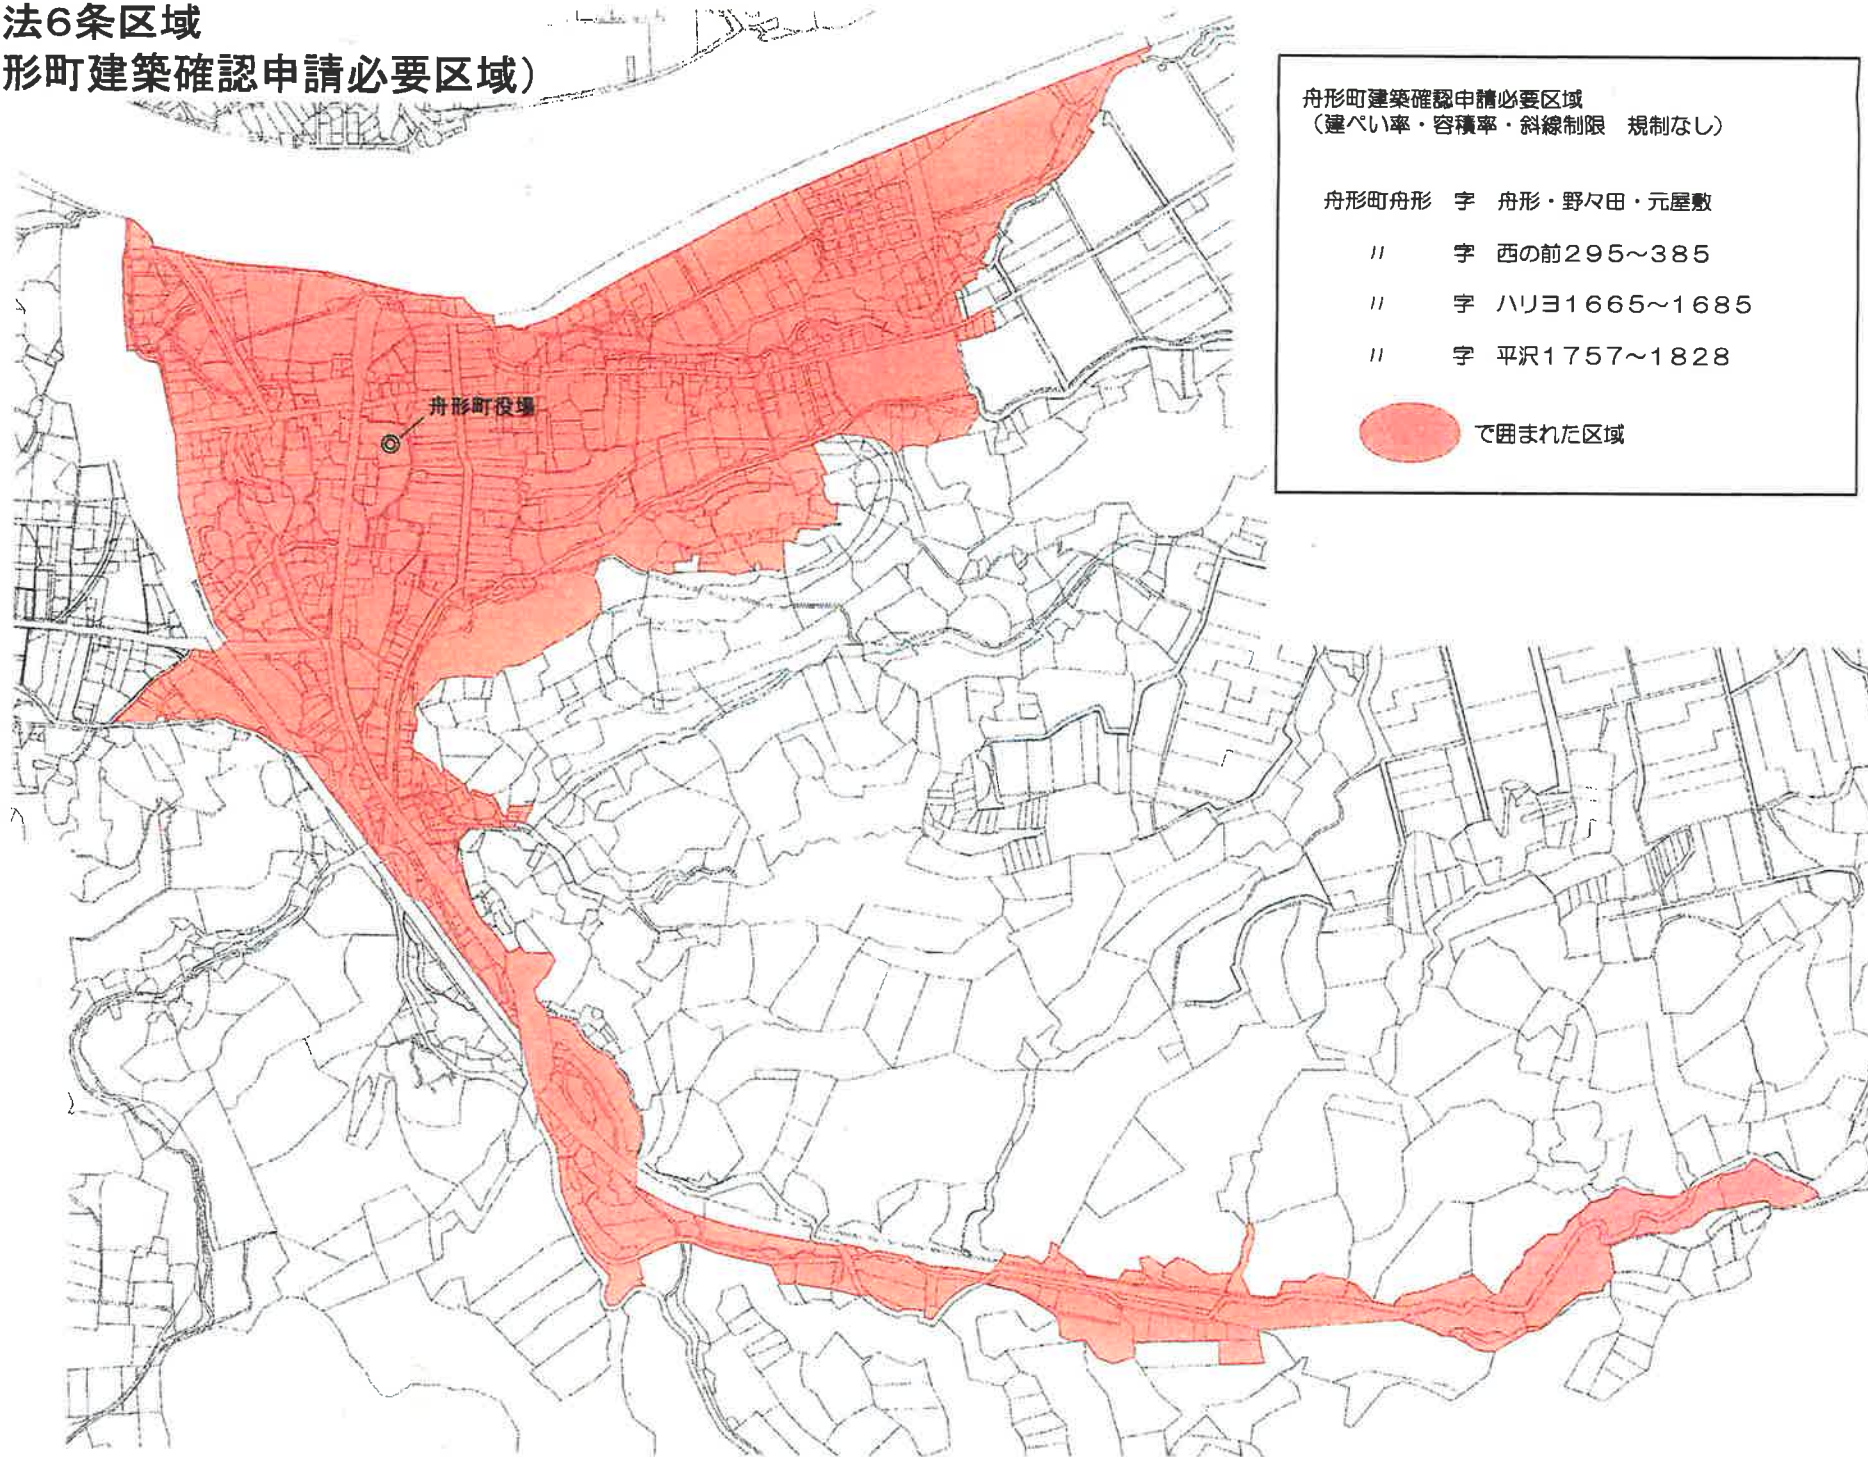 法6条区域
形町建築確認申請必要区域）
舟形町建築確認申請必要区域
（建ぺい率・容積率・斜線制限　規制なし）
舟形町舟形　字　舟形・野々田・元屋敷
〃　字　西の前２９５～３８５
〃　字　ハリヨ１６６５～１６８５
〃　字　平沢１７５７～１８２８
で囲まれた区域
舟形町役場